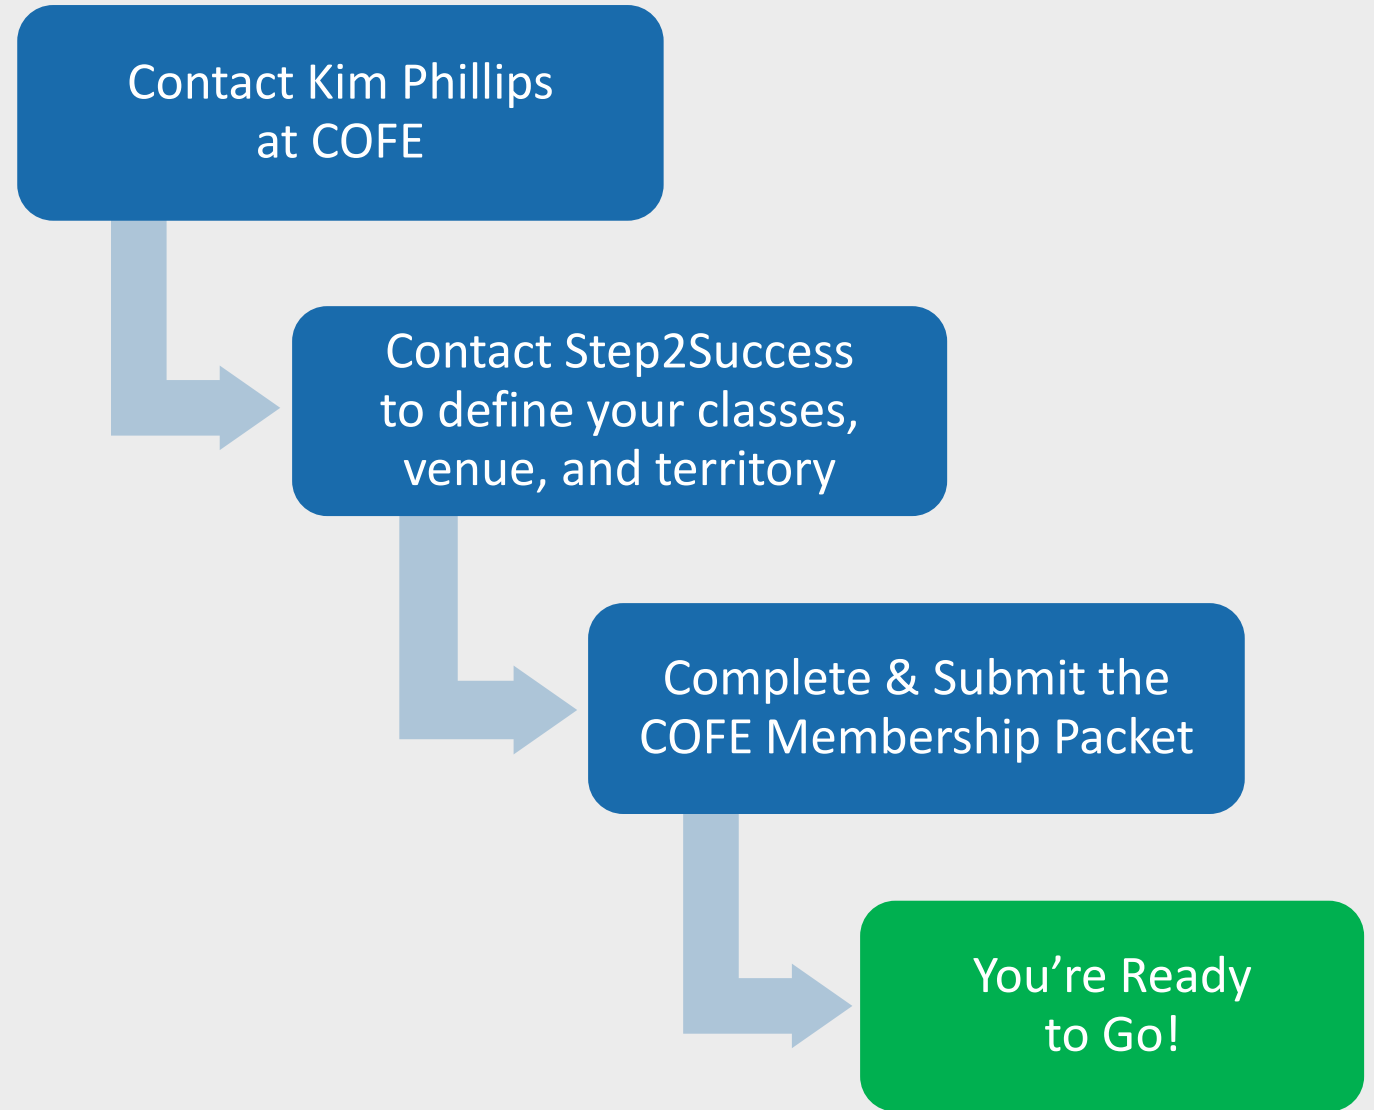 Contact Kim Phillips
at COFE
Contact Step2Success
to define your classes,
venue, and territory
Complete & Submit the
COFE Membership Packet
You’re Ready
to Go!